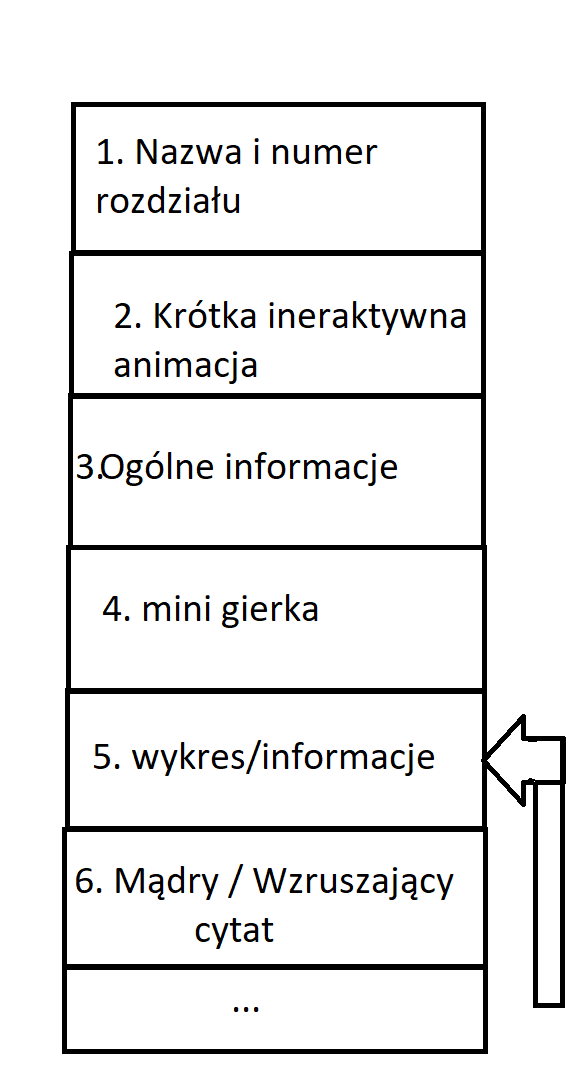 1. Nazwa i numer
rozdziału
2. Krótka ineraktywna
animacja
3.Ogólne informacje
4. mini gierka
5. wykres/informacje
6. Mądry / Wzruszający
cytat
...